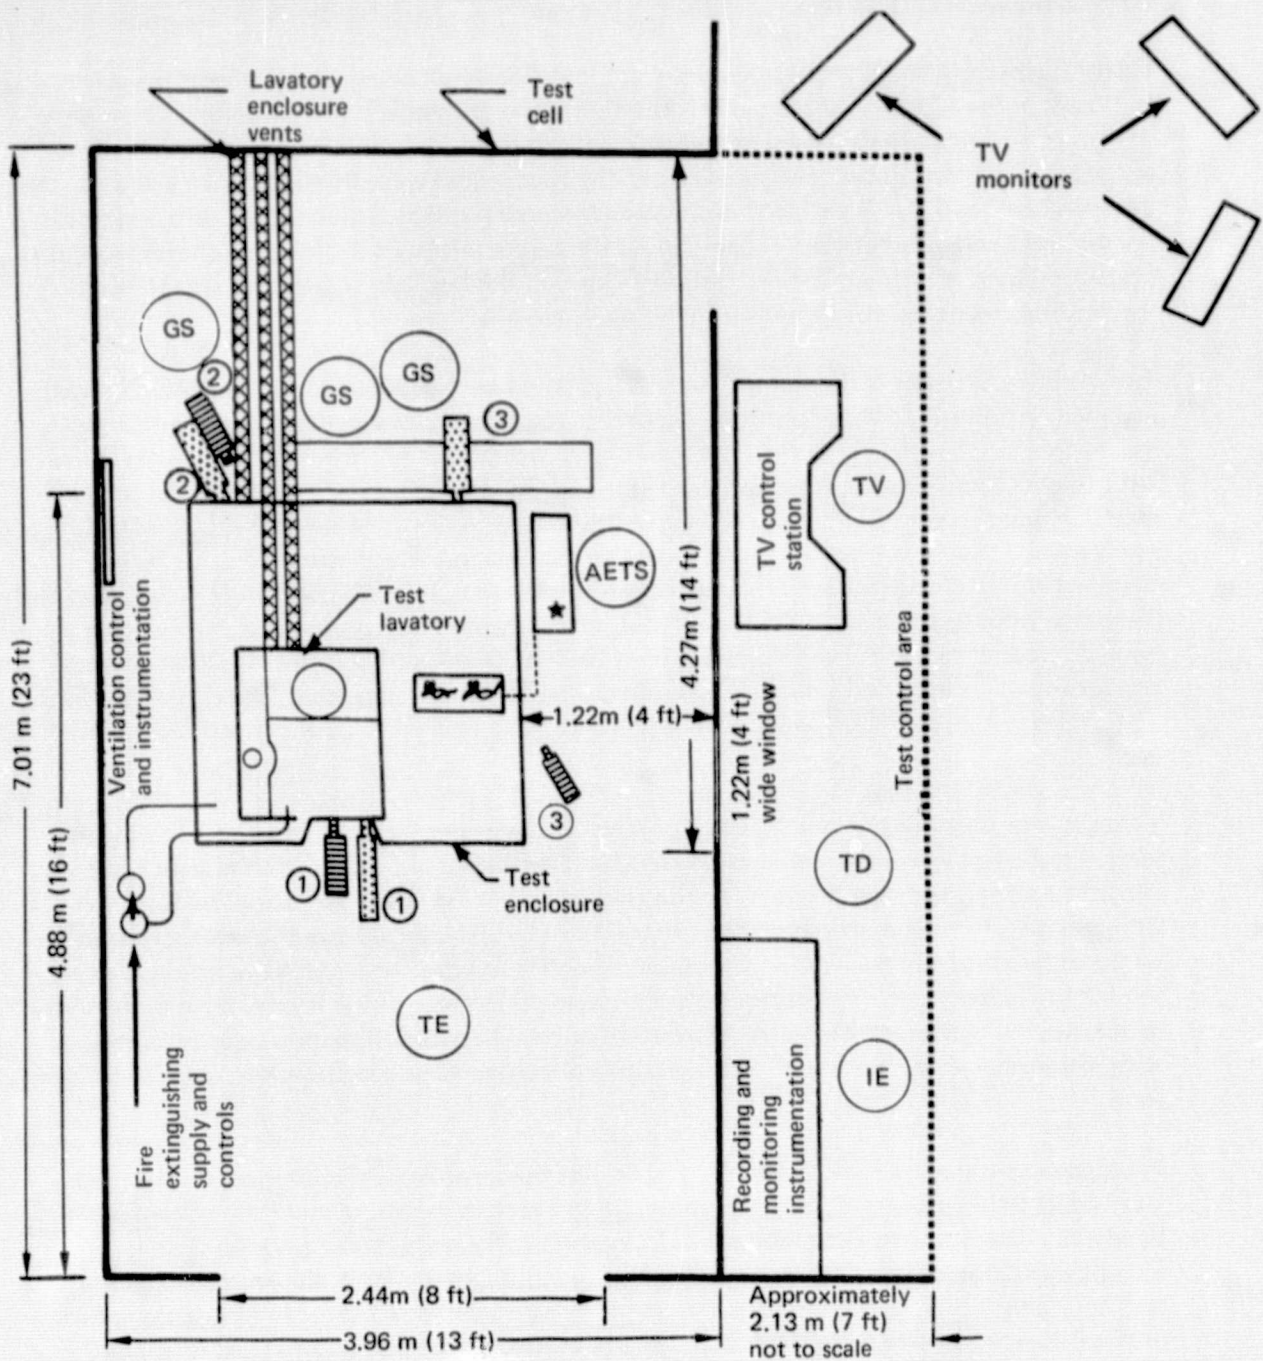 Lavatory
enclosure
vents
Test
cell
TV
monitors
GS
GS
GS
2
2
3
TV control
station
TV
AETS
Test
lavatory
Ventilation control
and instrumentation
7.01 m (23 ft)
4.88 m (16 ft)
4.27m (14 ft)
1.22m (4 ft)
1.22m (4 ft)
wide window
Test control area
3
1
1
Test
enclosure
TD
TE
IE
Fire
extinguishing
supply and
controls
Recording and
monitoring
instrumentation
2.44m (8 ft)
3.96 m (13 ft)
Approximately
2.13 m (7 ft)
not to scale